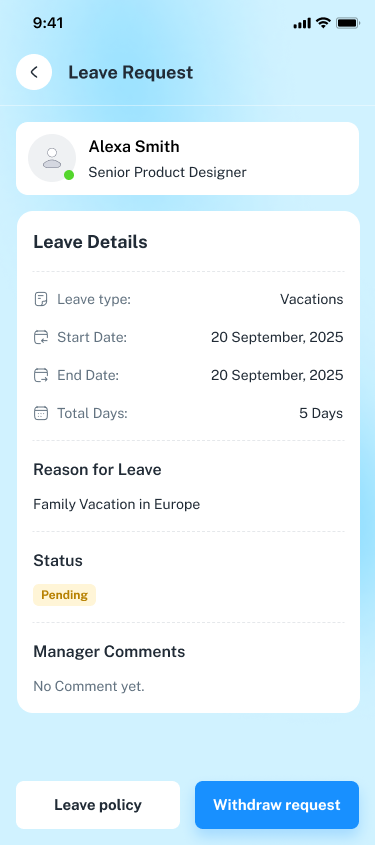 9:41
Leave Request
Alexa Smith
Senior Product Designer
Leave Details
Leave type: Vacations
Start Date: 20 September, 2025
End Date: 20 September, 2025
Total Days: 5 Days
Reason for Leave
Family Vacation in Europe
Status
Pending
Manager Comments
No Comment yet.
Leave policy Withdraw request